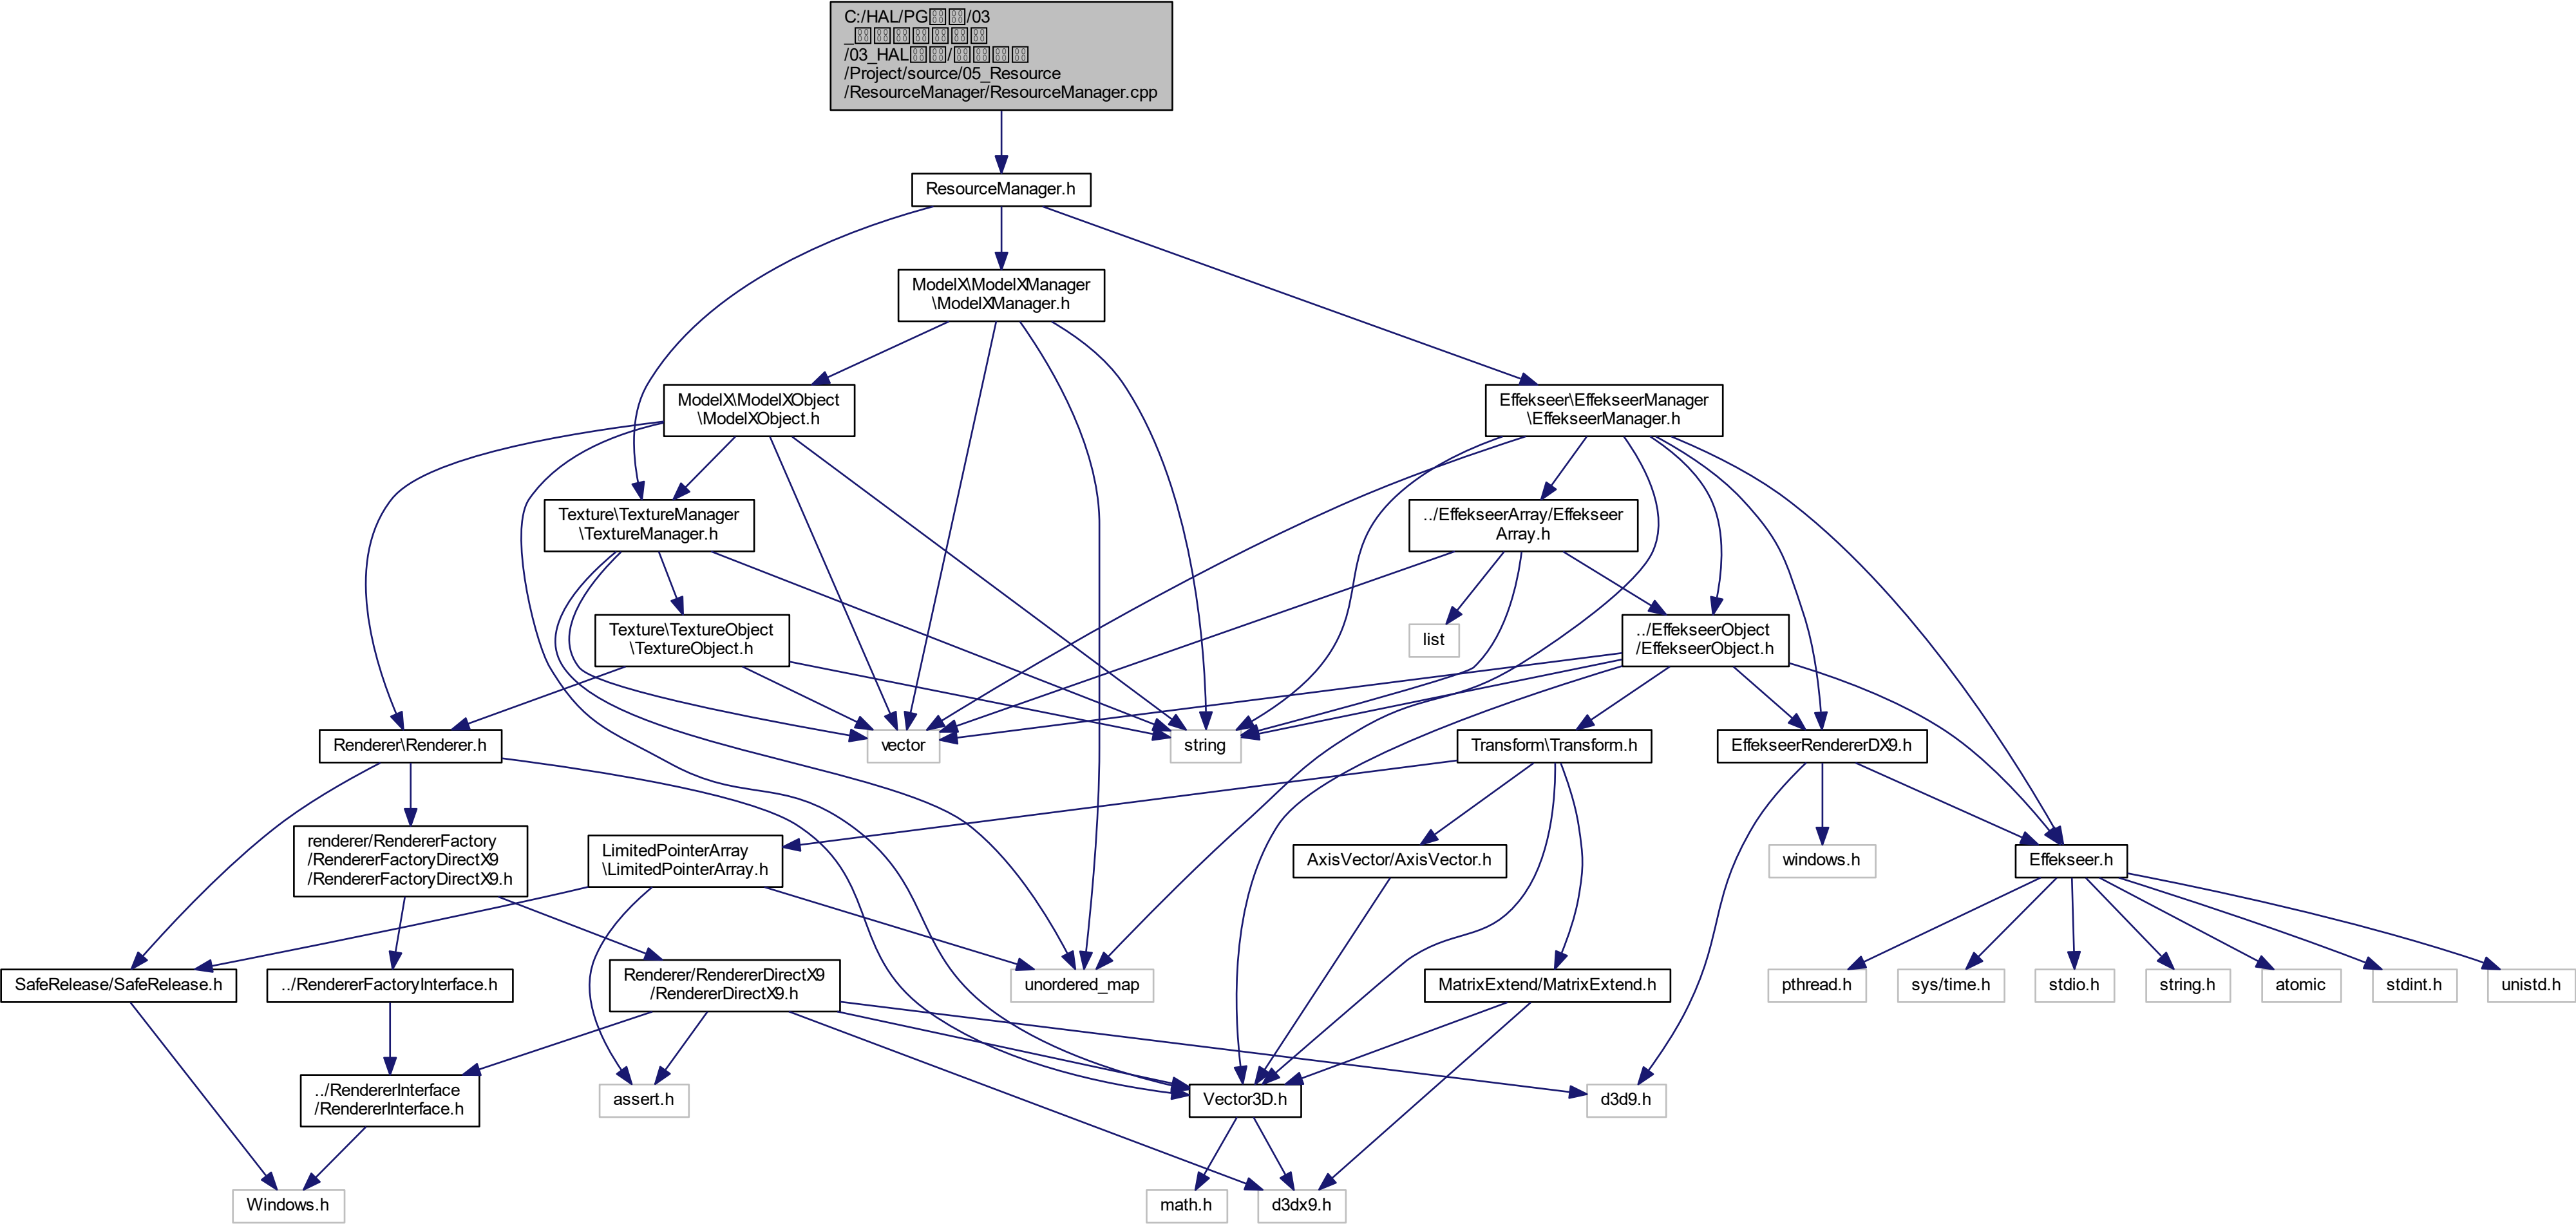 C:/HAL/PG/03
_
/03_HAL/
/Project/source/05_Resource
/ResourceManager/ResourceManager.cpp
ResourceManager.h
ModelX\ModelXManager
\ModelXManager.h
ModelX\ModelXObject
\ModelXObject.h
Effekseer\EffekseerManager
\EffekseerManager.h
Texture\TextureManager
\TextureManager.h
../EffekseerArray/Effekseer
Array.h
Texture\TextureObject
\TextureObject.h
list
../EffekseerObject
/EffekseerObject.h
Renderer\Renderer.h
vector
string
Transform\Transform.h
EffekseerRendererDX9.h
renderer/RendererFactory
/RendererFactoryDirectX9
/RendererFactoryDirectX9.h
LimitedPointerArray
\LimitedPointerArray.h
AxisVector/AxisVector.h
windows.h
Effekseer.h
SafeRelease/SafeRelease.h
../RendererFactoryInterface.h
Renderer/RendererDirectX9
/RendererDirectX9.h
unordered_map
MatrixExtend/MatrixExtend.h
pthread.h
sys/time.h
stdio.h
string.h
atomic
stdint.h
unistd.h
../RendererInterface
/RendererInterface.h
assert.h
Vector3D.h
d3d9.h
Windows.h
math.h
d3dx9.h